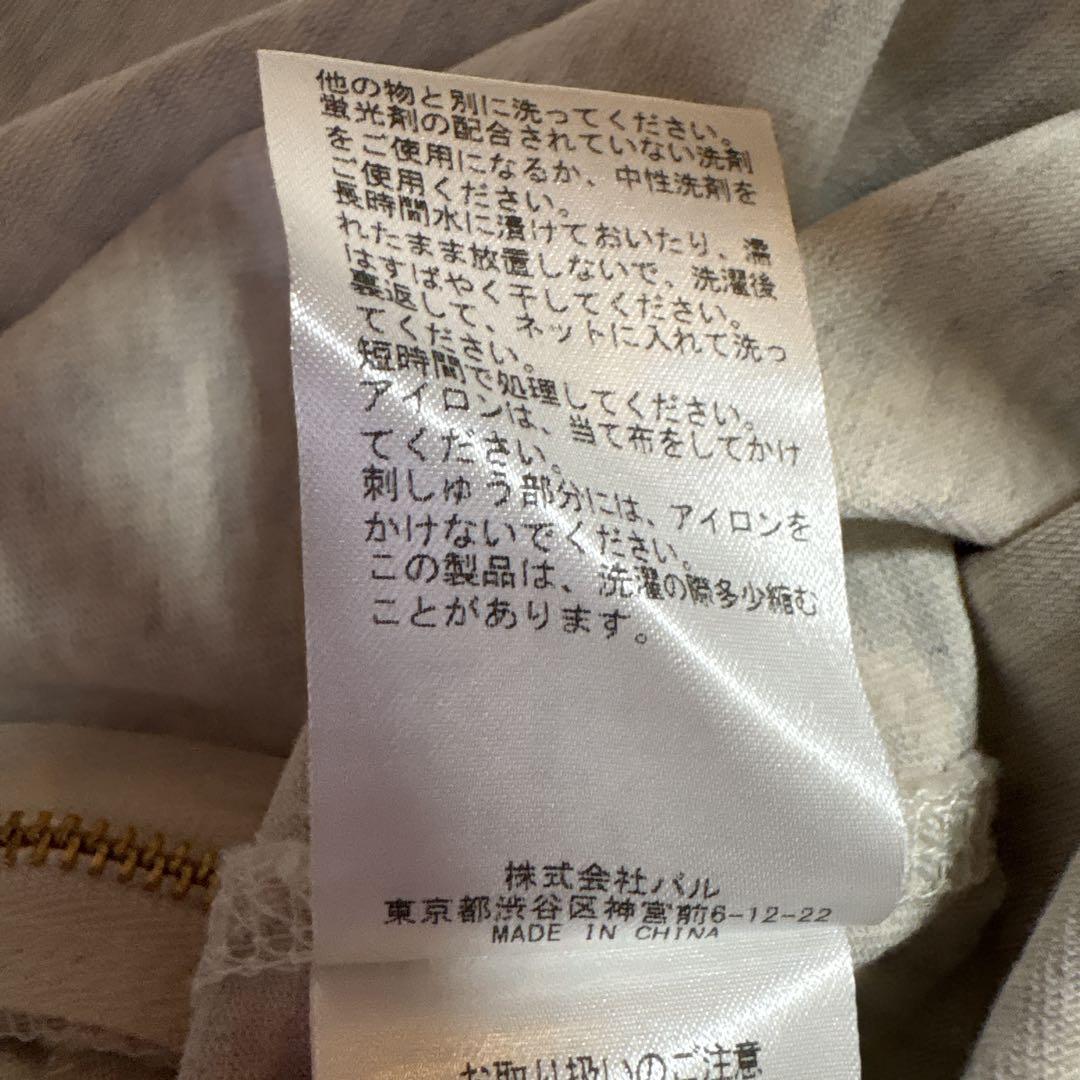 他の物と別に洗ってください。
蛍光剤の配合されていない洗剤
をご使用になるか、中性洗剤を
ご使用ください。
長時間水に漬けておいたり、濡
れたまま放置しないで、洗濯後
はすばやく干してください。
裏返して、ネットに入れて洗っ
てください。
短時間で処理してください。
アイロンは、当て布をしてかけ
てください。
刺しゅう部分には、アイロンを
かけないでください。
この製品は、洗濯の際多少縮む
ことがあります。
株式会社パル
東京都渋谷区神宮前6-12-22
MADE IN CHINA
お取り扱いのご注意